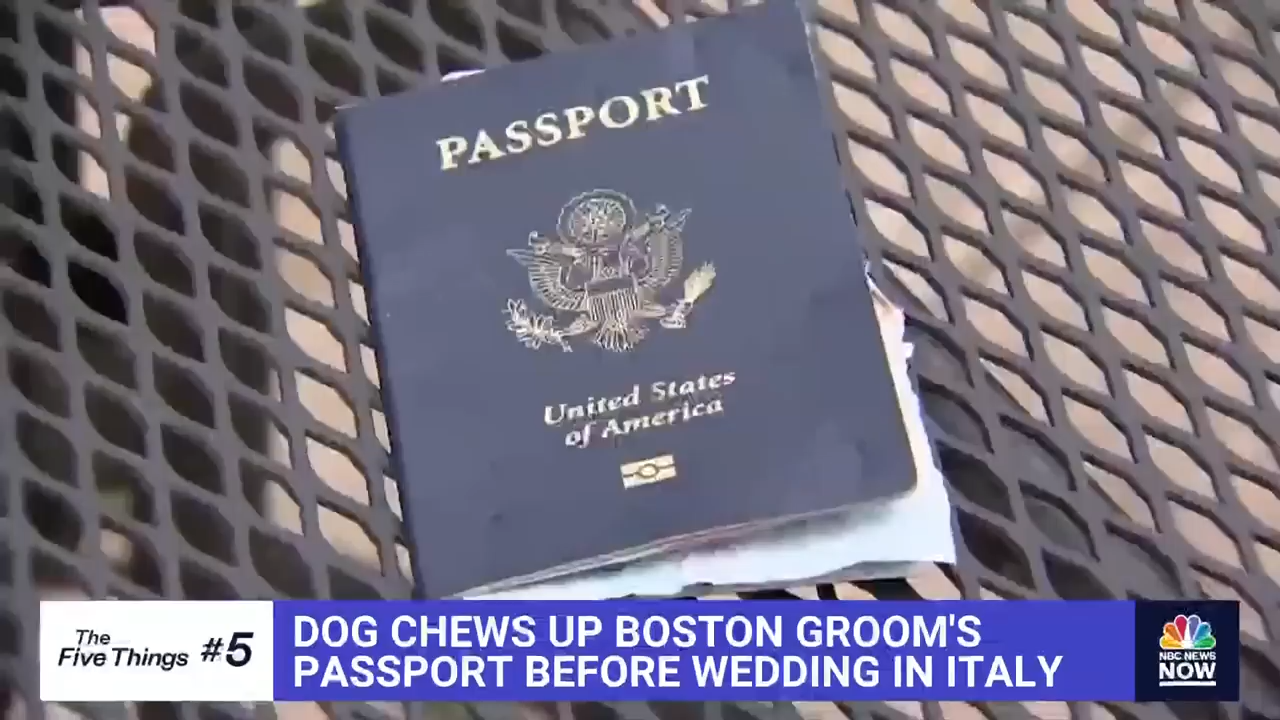 PASSPORT
United States
of America
The
Five Things
#5
DOG CHEWS UP BOSTON GROOM'S
PASSPORT BEFORE WEDDING IN ITALY
NBC NEWS
NOW